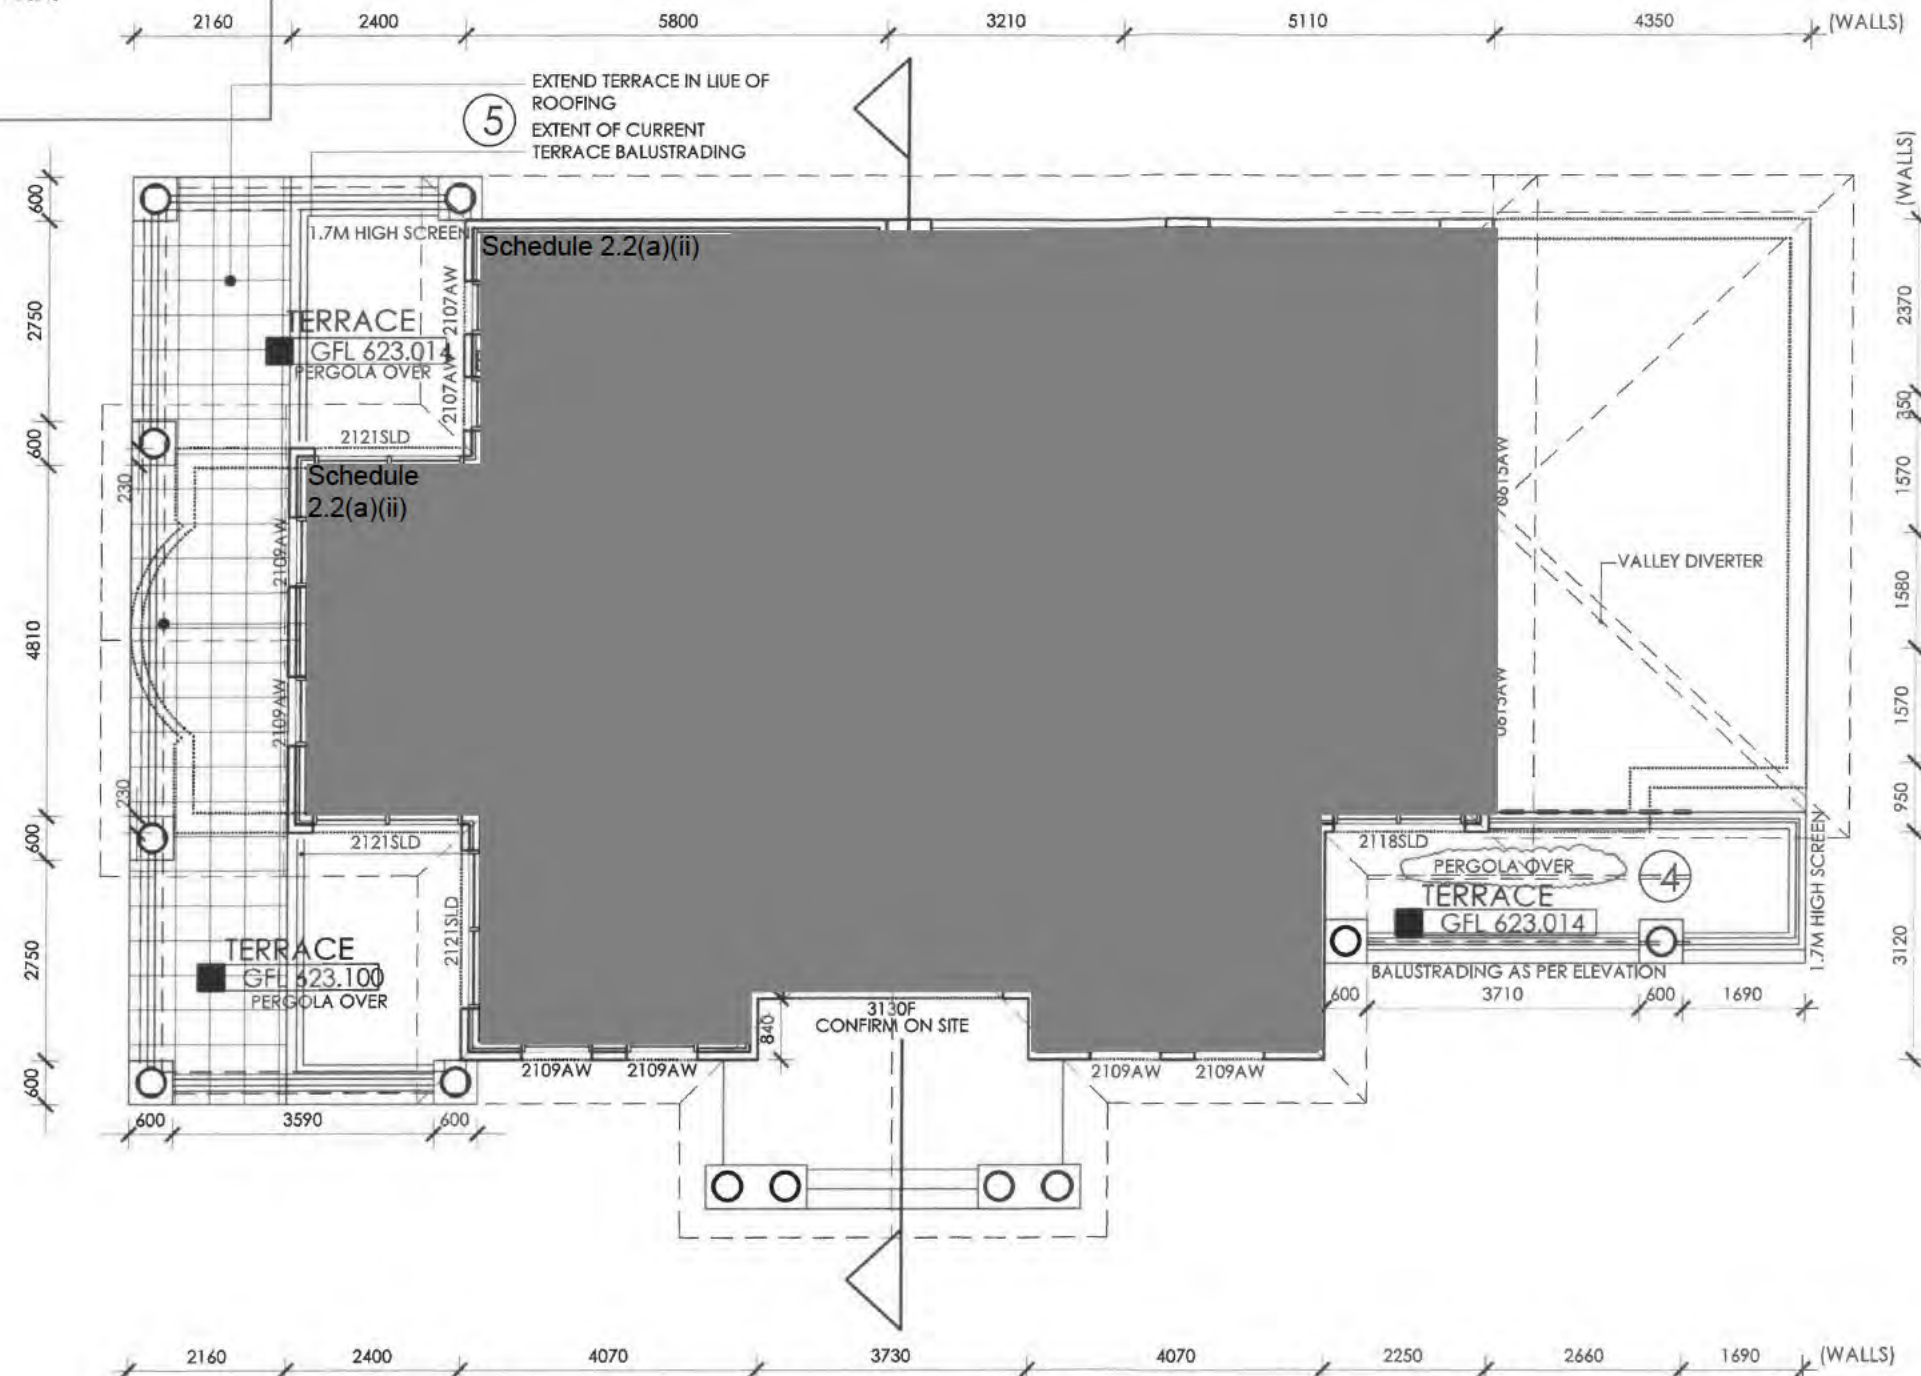 2160 2400 5800 3210 5110 4350 (WALLS)
EXTEND TERRACE IN LIUE OF
ROOFING
5
EXTENT OF CURRENT
TERRACE BALUSTRADING
(WALLS)
600
2750
600
4810
600
2750
600
230
230
1.7M HIGH SCREEN
Schedule 2.2(a)(ii)
2107AW
2107AW
TERRACE
GFL 623.014
PERGOLA OVER
2121SLD
Schedule
2.2(a)(ii)
2109AW
2109AW
0615AW
0615AW
VALLEY DIVERTER
2370
350
1570
1580
1570
950
3120
2121SLD
2121SLD
TERRACE
GFL 623.100
PERGOLA OVER
2118SLD
PERGOLA OVER
4
TERRACE
GFL 623.014
1.7M HIGH SCREEN
BALUSTRADING AS PER ELEVATION
600 3710 600 1690
3130F
CONFIRM ON SITE
840
2109AW 2109AW
2109AW 2109AW
600 3590 600
2160 2400 4070 3730 4070 2250 2660 1690 (WALLS)